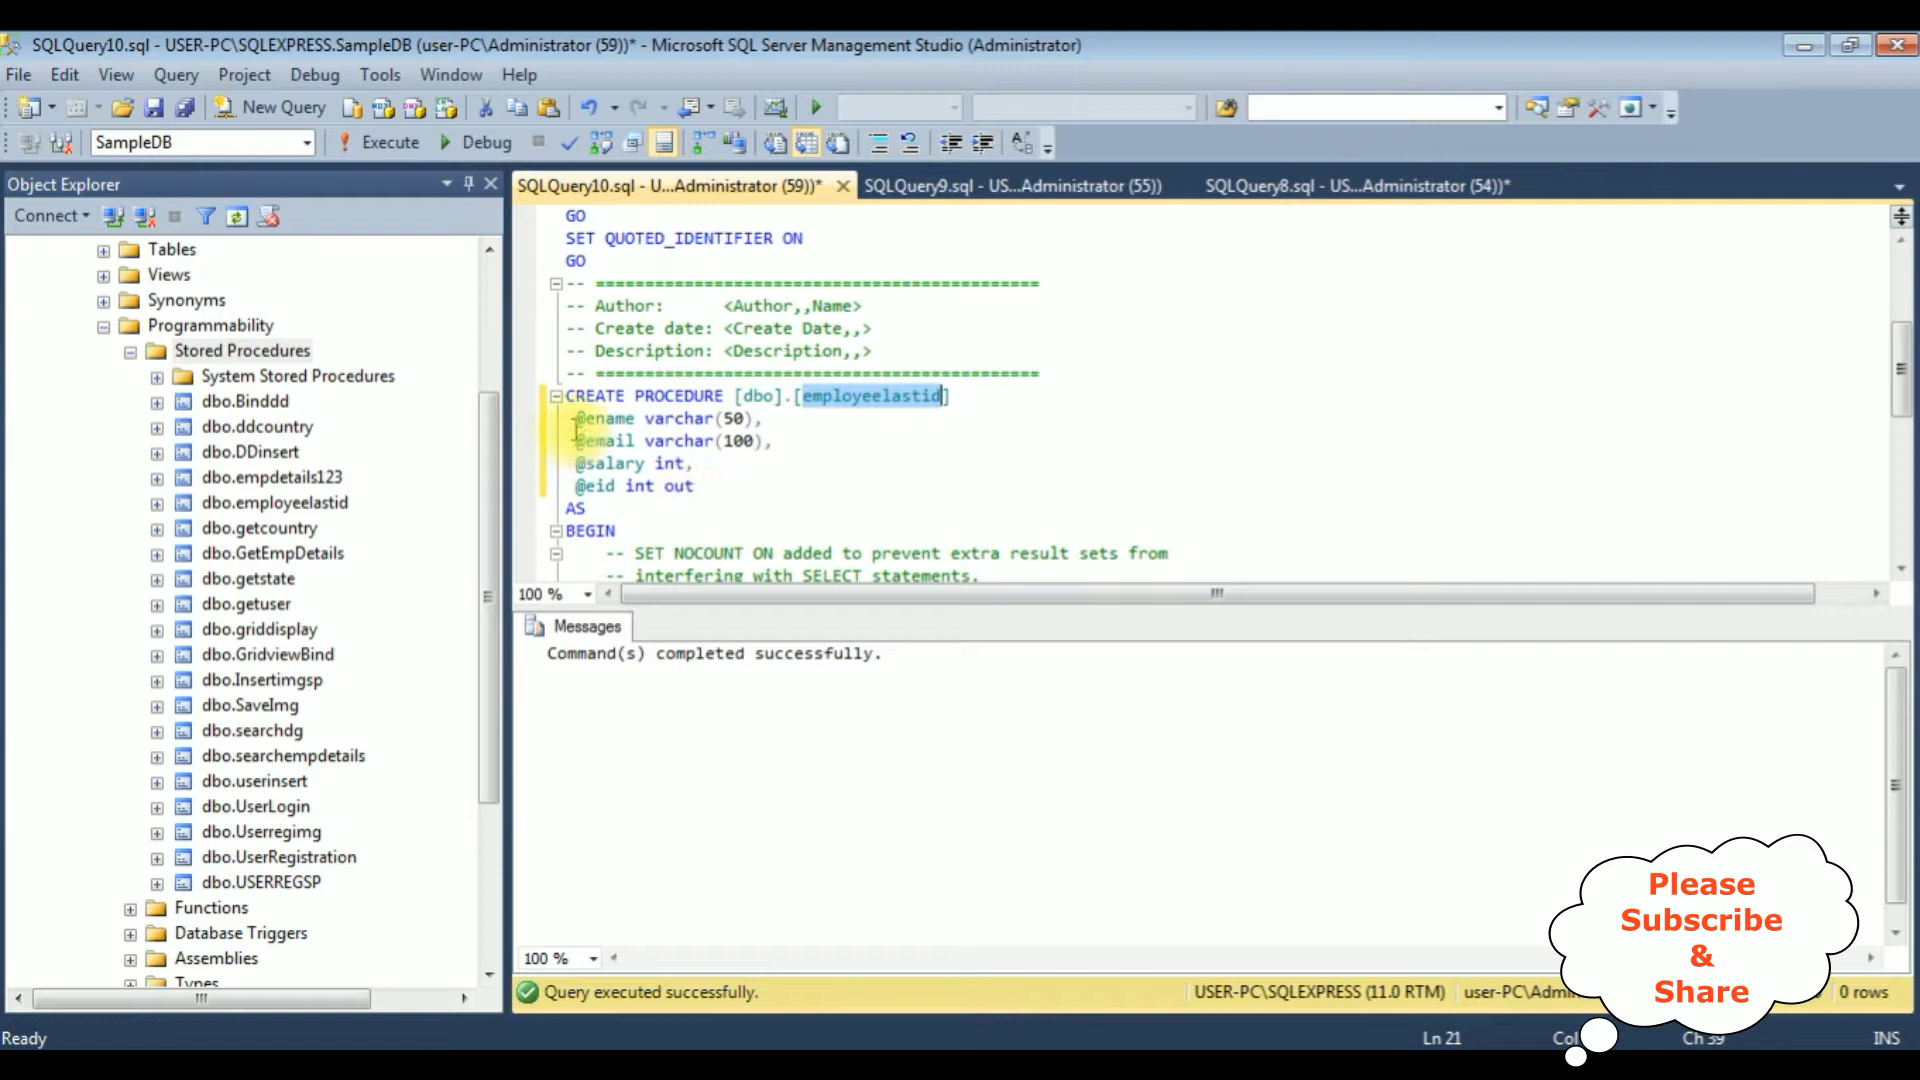 SQLQuery10.sql - USER-PC\SQLEXPRESS.SampleDB (user-PC\Administrator (59))* - Microsoft SQL Server Management Studio (Administrator)
File Edit View Query Project Debug Tools Window Help
New Query
SampleDB Execute Debug
Object Explorer
SQLQuery10.sql - U...Administrator (59))* SQLQuery9.sql - US...Administrator (55)) SQLQuery8.sql - US...Administrator (54))*
Connect
Tables
Views
Synonyms
Programmability
Stored Procedures
System Stored Procedures
dbo.Binddd
dbo.ddcountry
dbo.DDinsert
dbo.empdetails123
dbo.employeelastid
dbo.getcountry
dbo.GetEmpDetails
dbo.getstate
dbo.getuser
dbo.griddisplay
dbo.GridviewBind
dbo.Insertimgsp
dbo.SaveImg
dbo.searchdg
dbo.searchempdetails
dbo.userinsert
dbo.UserLogin
dbo.Userregimg
dbo.UserRegistration
dbo.USERREGSP
Functions
Database Triggers
Assemblies
Types
GO
SET QUOTED_IDENTIFIER ON
GO
-- =============================================
-- Author: <Author,,Name>
-- Create date: <Create Date,,>
-- Description: <Description,,>
-- =============================================
CREATE PROCEDURE [dbo].[employeelastid]
@ename varchar(50),
@email varchar(100),
@salary int,
@eid int out
AS
BEGIN
-- SET NOCOUNT ON added to prevent extra result sets from
-- interfering with SELECT statements.
100 %
Messages
Command(s) completed successfully.
100 %
Query executed successfully. USER-PC\SQLEXPRESS (11.0 RTM) user-PC\Admin 0 rows
Ready Ln 21 Col Ch 39 INS
Please
Subscribe
&
Share